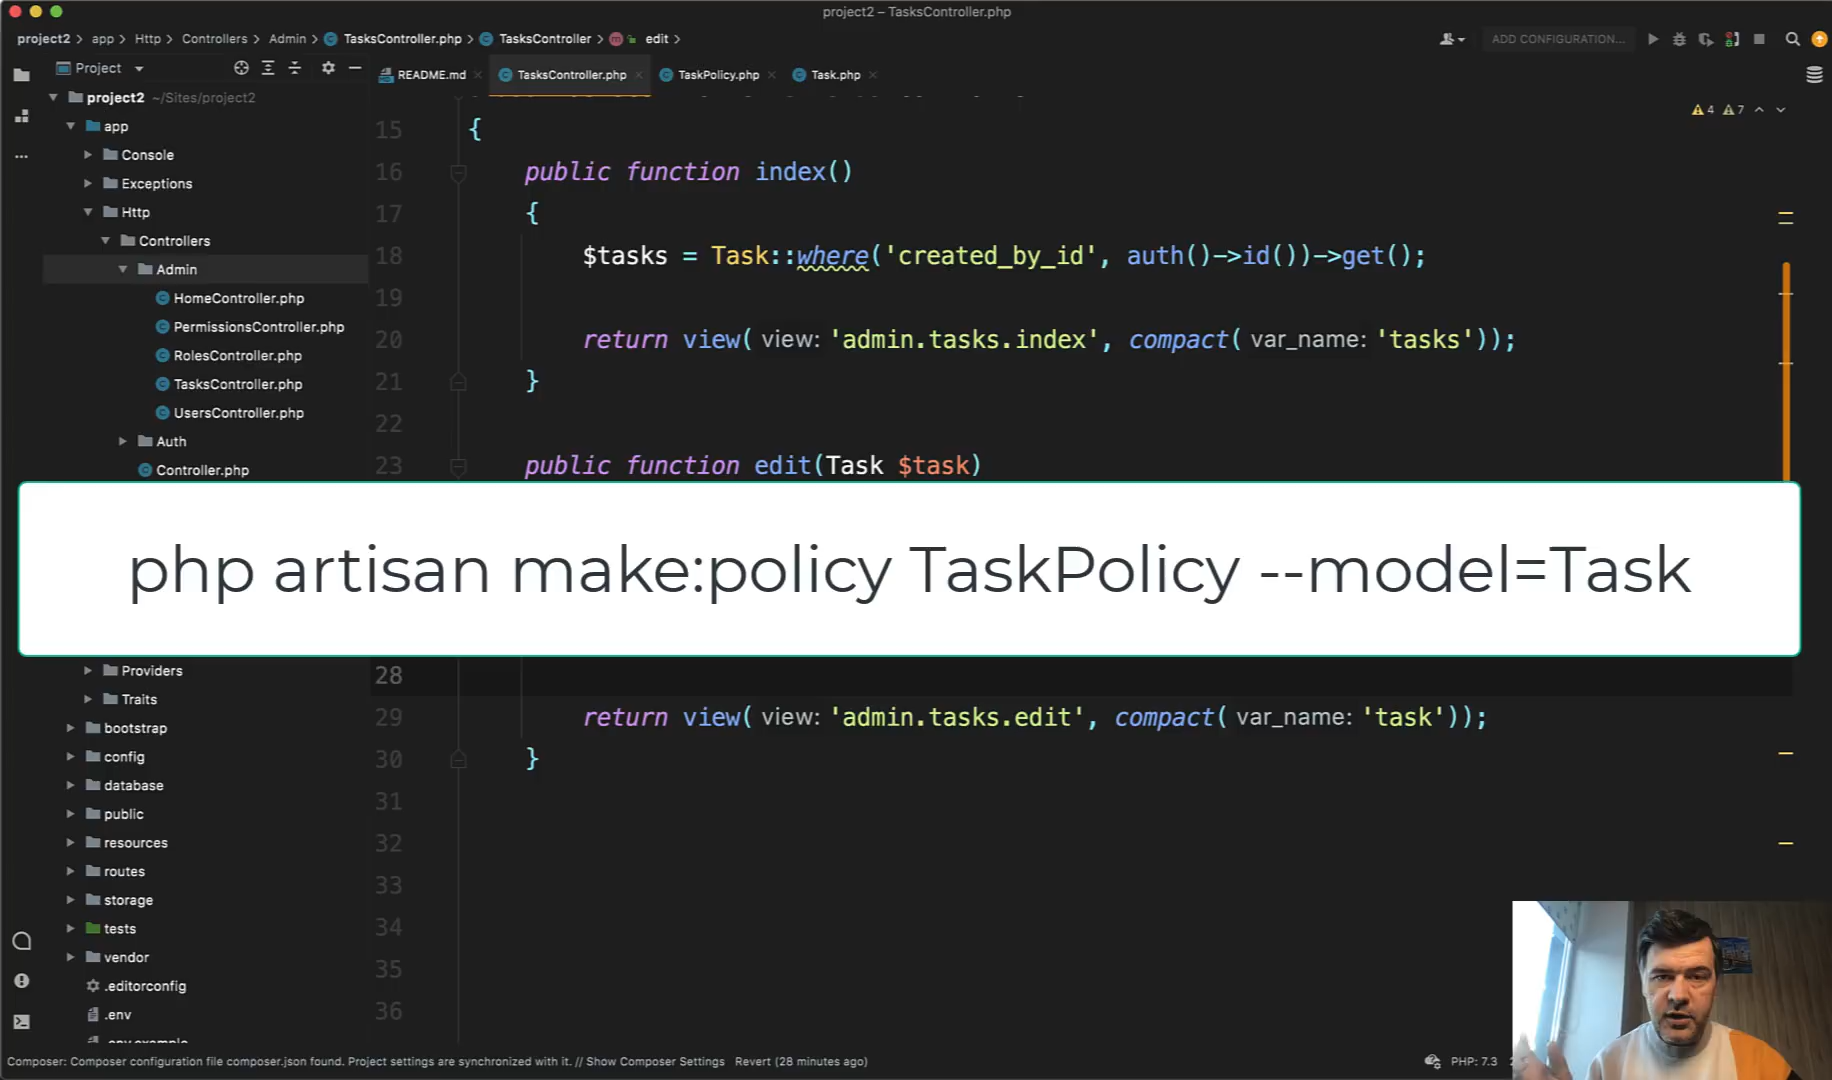 project2 – TasksController.php
project2 > app > Http > Controllers > Admin > TasksController.php > TasksController > edit >
ADD CONFIGURATION...
Project
README.md
TasksController.php
TaskPolicy.php
Task.php
4 7
project2 ~/Sites/project2
app
Console
Exceptions
Http
Controllers
Admin
HomeController.php
PermissionsController.php
RolesController.php
TasksController.php
UsersController.php
Auth
Controller.php
15 {
16 public function index()
17 {
18 $tasks = Task::where('created_by_id', auth()->id())->get();
19
20 return view( view: 'admin.tasks.index', compact( var_name: 'tasks'));
21 }
22
23 public function edit(Task $task)
php artisan make:policy TaskPolicy --model=Task
Providers
Traits
bootstrap
config
database
public
resources
routes
storage
tests
vendor
.editorconfig
.env
28
29 return view( view: 'admin.tasks.edit', compact( var_name: 'task'));
30 }
31
32
33
34
35
36
Composer: Composer configuration file composer.json found. Project settings are synchronized with it. // Show Composer Settings Revert (28 minutes ago)
PHP: 7.3